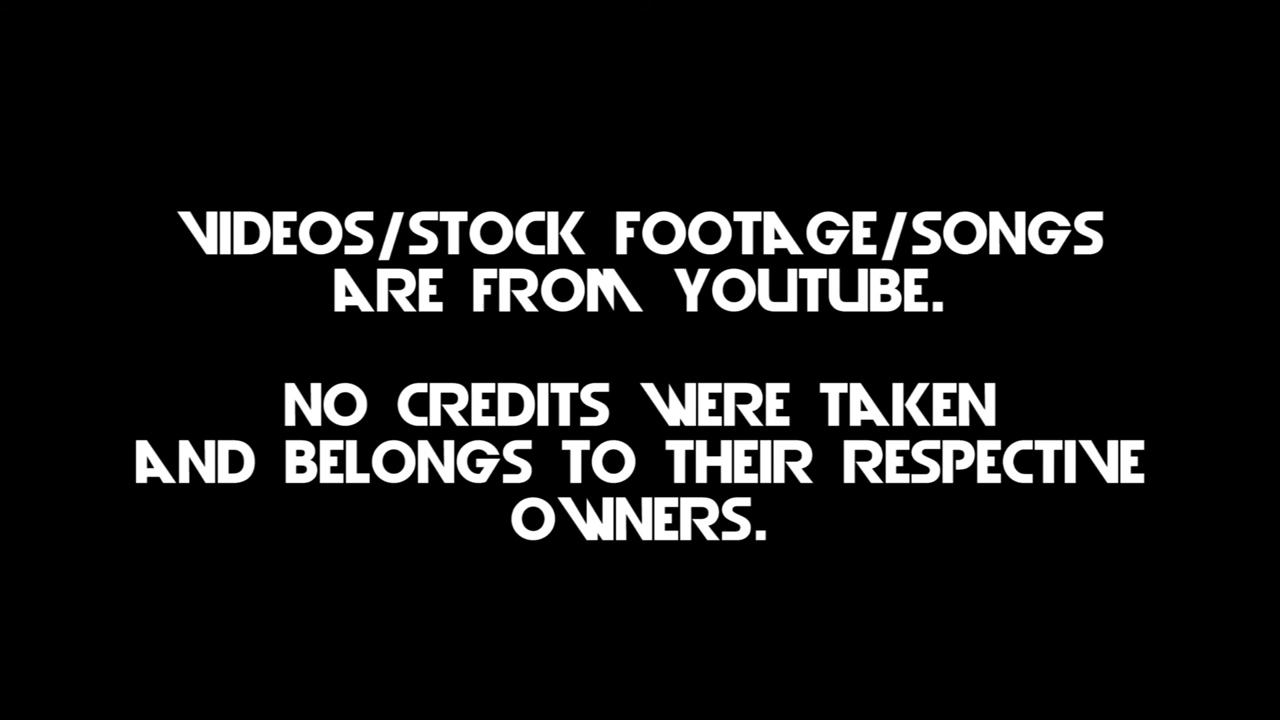 VIDEOS/STOCK FOOTAGE/SONGS
ARE FROM YOUTUBE.
NO CREDITS WERE TAKEN
AND BELONGS TO THEIR RESPECTIVE
OWNERS.